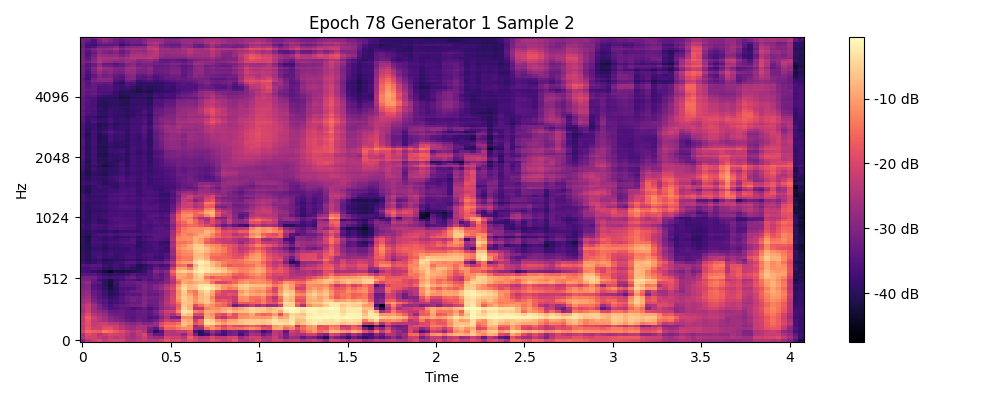 Epoch 78 Generator 1 Sample 2
Hz
4096
2048
1024
512
0
0 0.5 1 1.5 2 2.5 3 3.5 4
Time
-10 dB
-20 dB
-30 dB
-40 dB